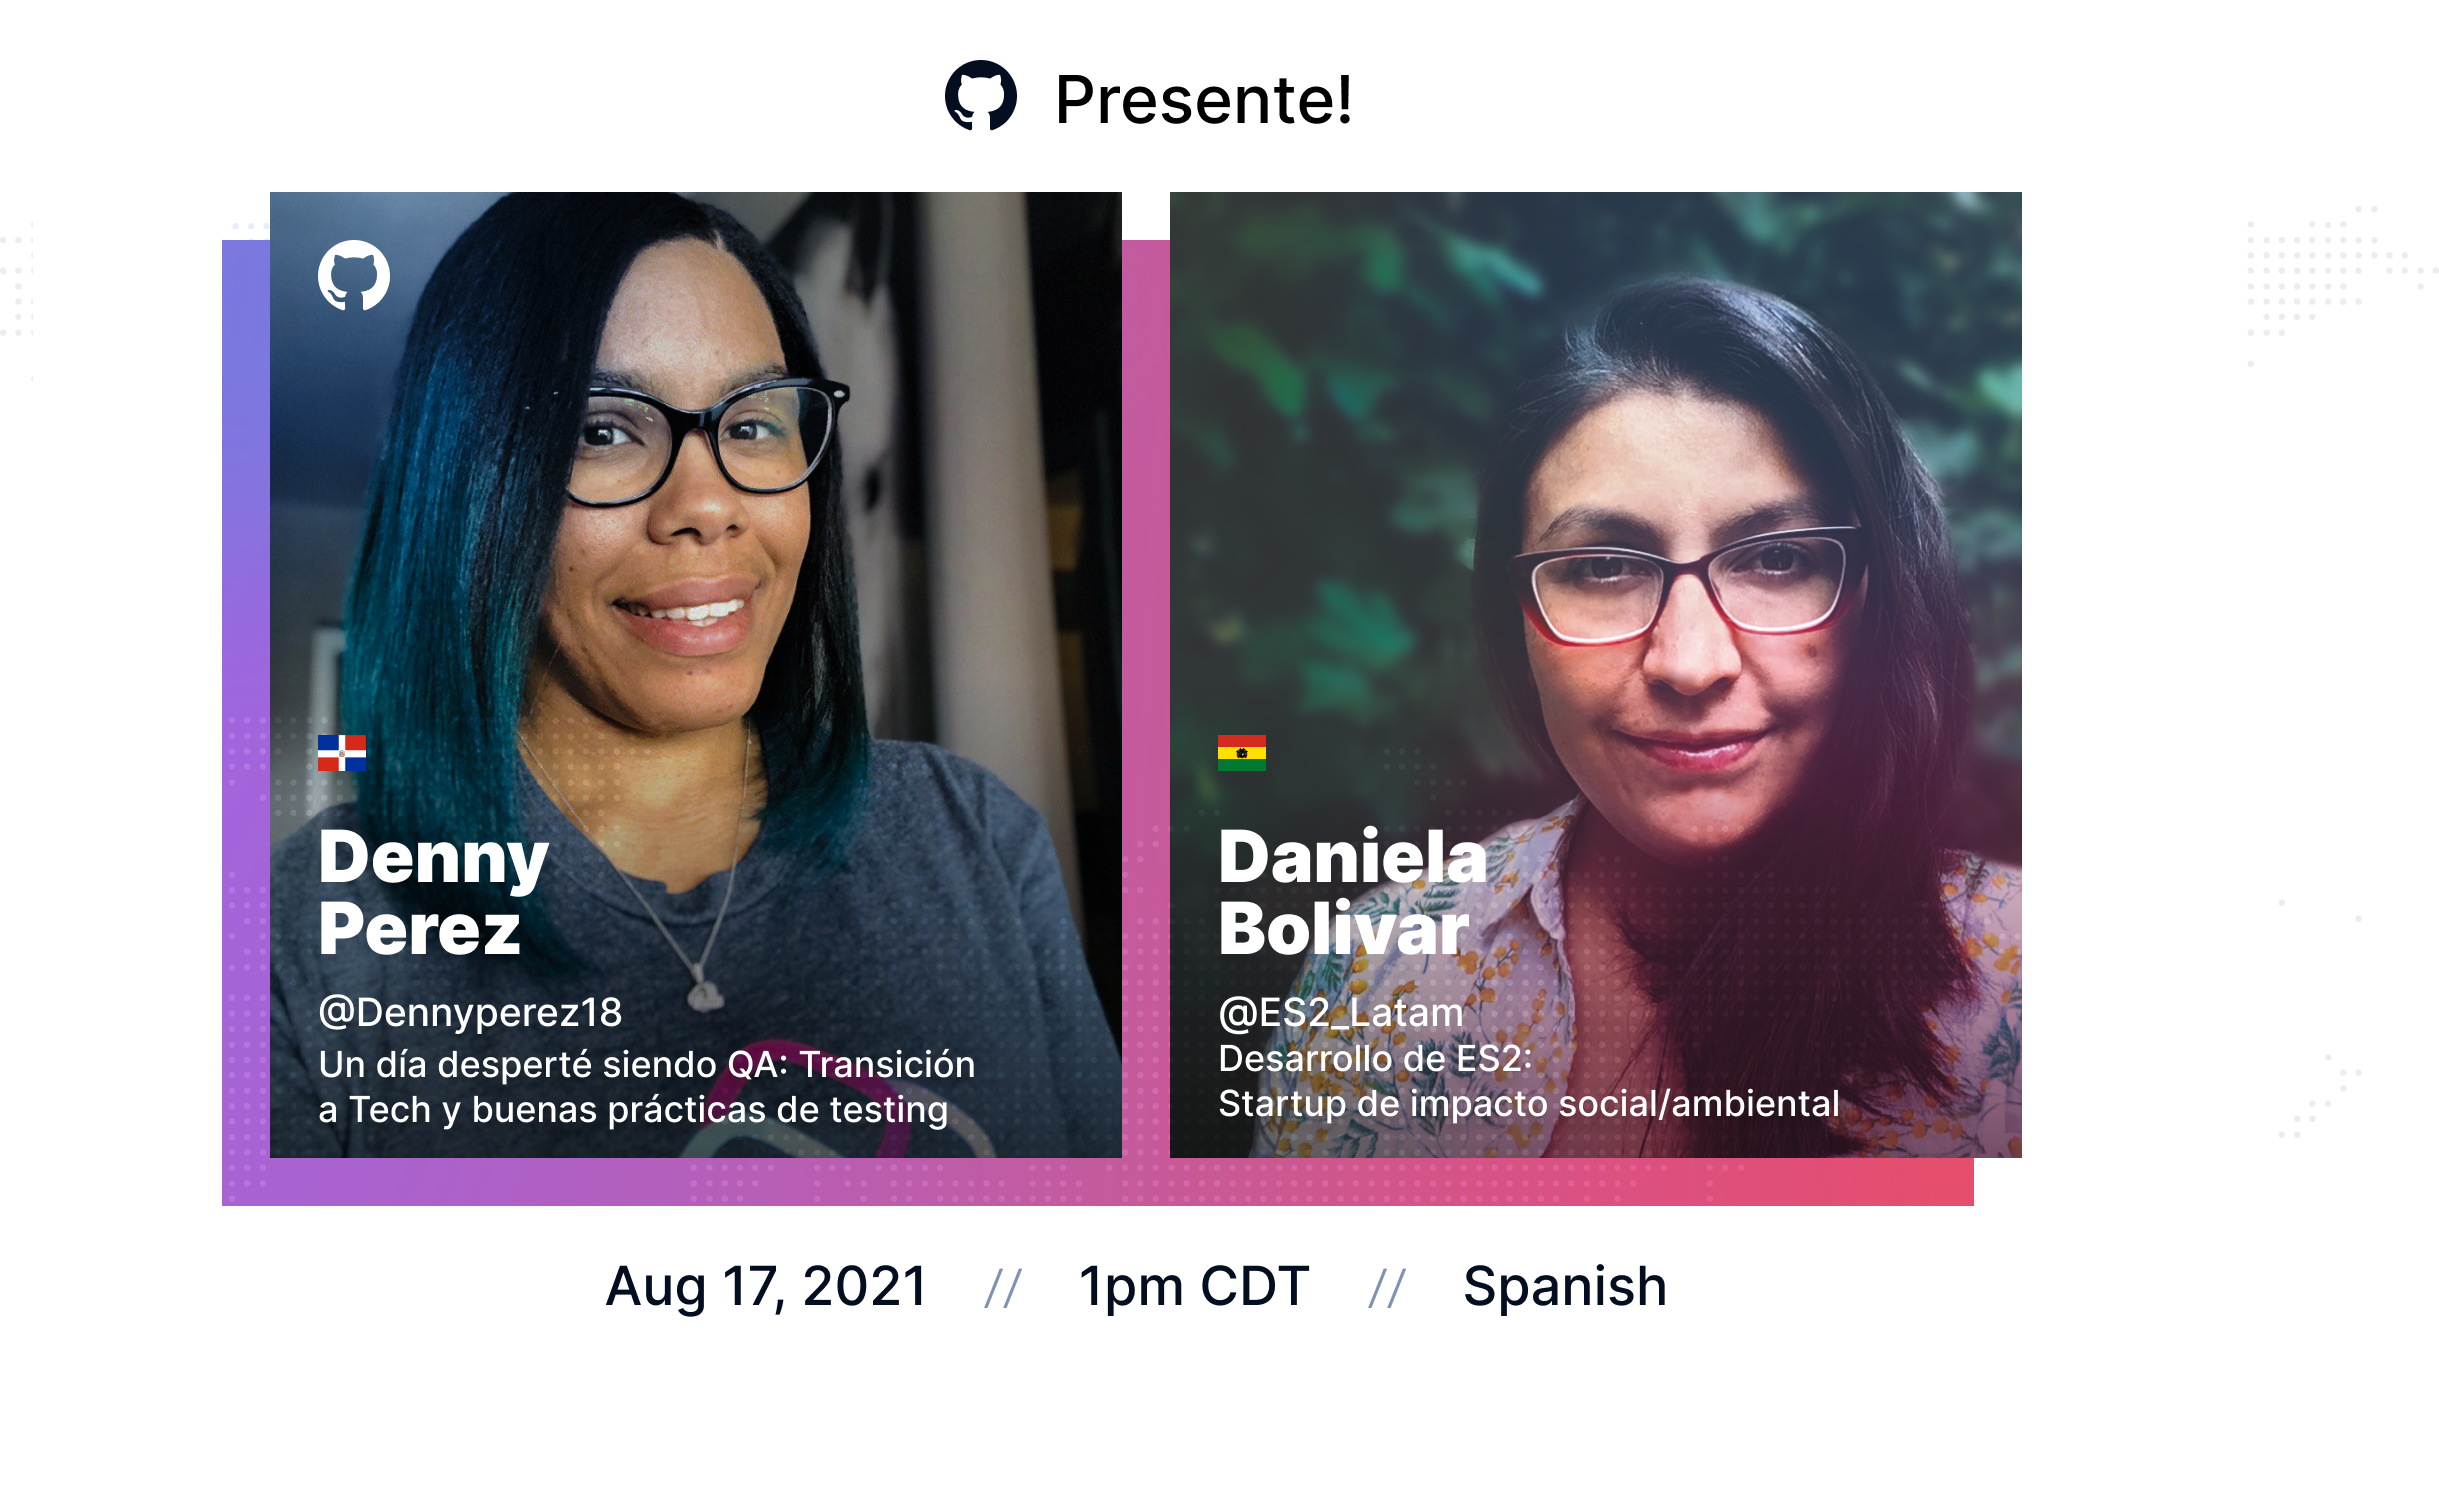 Presente!
Denny
Perez
@Dennyperez18
Un día desperté siendo QA: Transición
a Tech y buenas prácticas de testing
Daniela
Bolivar
@ES2_Latam
Desarrollo de ES2:
Startup de impacto social/ambiental
Aug 17, 2021 // 1pm CDT // Spanish